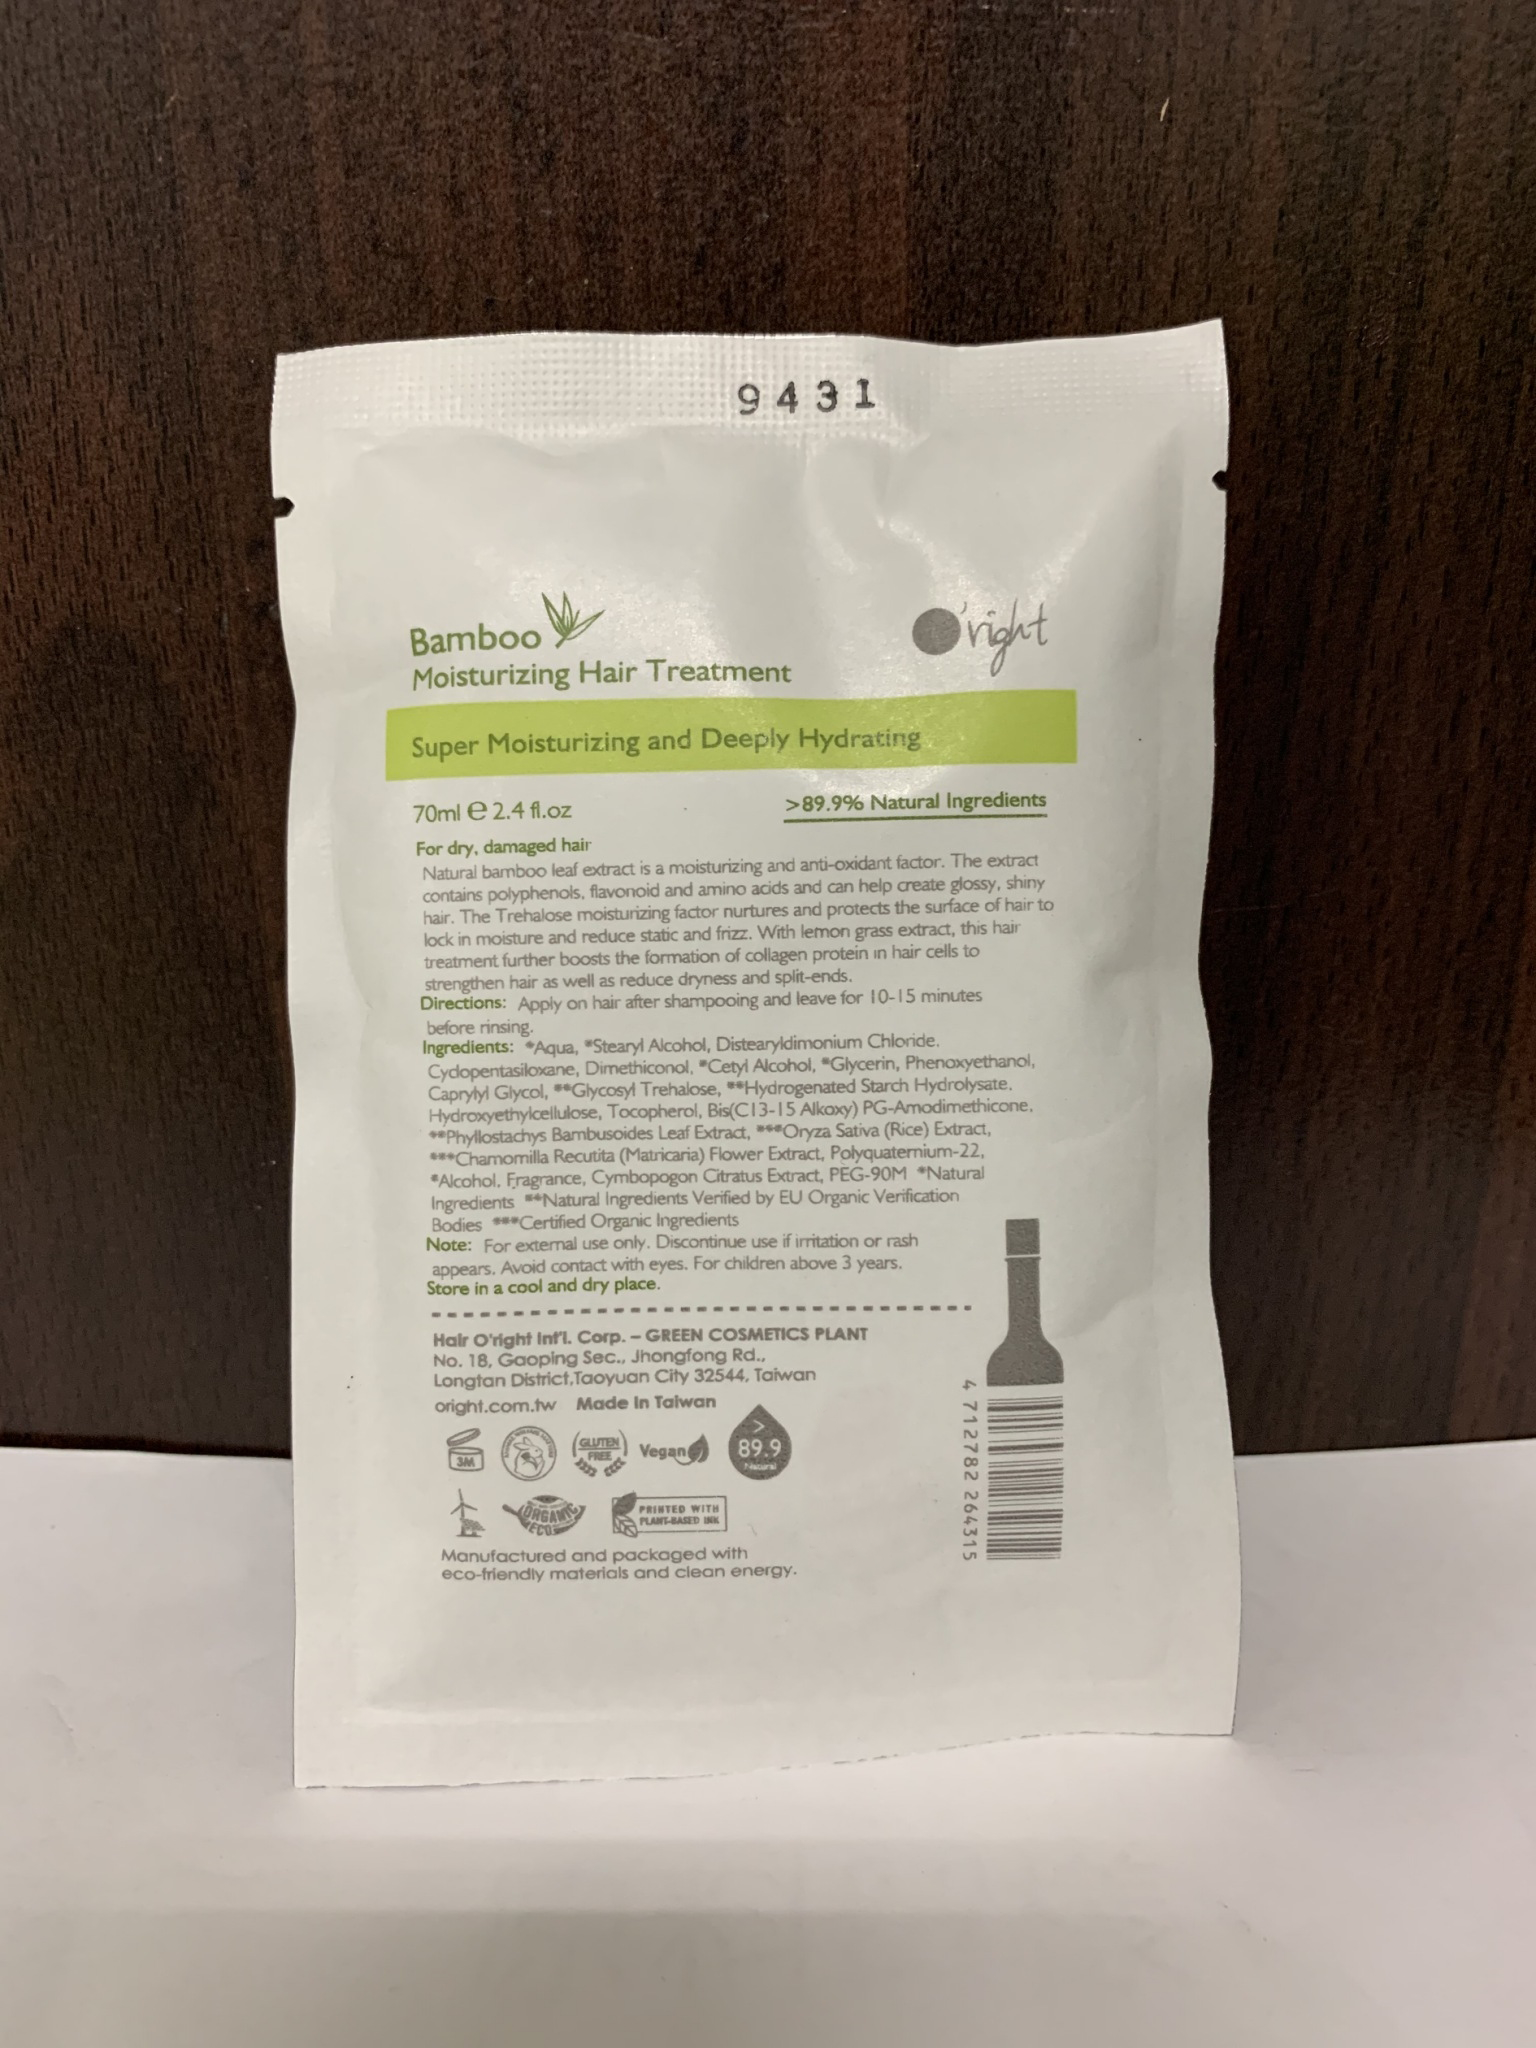 9431
Bamboo
O'right
Moisturizing Hair Treatment
Super Moisturizing and Deeply Hydrating
70ml e 2.4 fl.oz
>89.9% Natural Ingredients
For dry, damaged hair
Natural bamboo leaf extract is a moisturizing and anti-oxidant factor. The extract
contains polyphenols, flavonoid and amino acids and can help create glossy, shiny
hair. The Trehalose moisturizing factor nurtures and protects the surface of hair to
lock in moisture and reduce static and frizz. With lemon grass extract, this hair
treatment further boosts the formation of collagen protein in hair cells to
strengthen hair as well as reduce dryness and split-ends.
Directions: Apply on hair after shampooing and leave for 10-15 minutes
before rinsing.
Ingredients: *Aqua, *Stearyl Alcohol, Distearyldimonium Chloride,
Cyclopentasiloxane, Dimethiconol, *Cetyl Alcohol, *Glycerin, Phenoxyethanol,
Caprylyl Glycol, **Glycosyl Trehalose, **Hydrogenated Starch Hydrolysate,
Hydroxyethylcellulose, Tocopherol, Bis(C13-15 Alkoxy) PG-Amodimethicone,
**Phyllostachys Bambusoides Leaf Extract, ***Oryza Sativa (Rice) Extract,
***Chamomilla Recutita (Matricaria) Flower Extract, Polyquaternium-22,
*Alcohol, Fragrance, Cymbopogon Citratus Extract, PEG-90M *Natural
Ingredients **Natural Ingredients Verified by EU Organic Verification
Bodies ***Certified Organic Ingredients
Note: For external use only. Discontinue use if irritation or rash
appears. Avoid contact with eyes. For children above 3 years.
Store in a cool and dry place.
Hair O'right Int'l. Corp. – GREEN COSMETICS PLANT
No. 18, Gaoping Sec., Jhongfong Rd.,
Longtan District,Taoyuan City 32544, Taiwan
oright.com.tw Made In Taiwan
3M
GLUTEN
FREE
Vegan
>
89.9
Natural
ORGANIC
ECO
PRINTED WITH
PLANT-BASED INK
Manufactured and packaged with
eco-friendly materials and clean energy.
4 712782 264315